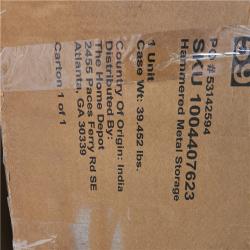 PO # 53142594
SKU 1004407623
Hammered Metal Storage
1 Unit
Case Wt: 39.452 lbs.
Country Of Origin: India
Distributed By:
The Home Depot
2455 Paces Ferry Rd SE
Atlanta, GA 30339
Carton 1 of 1